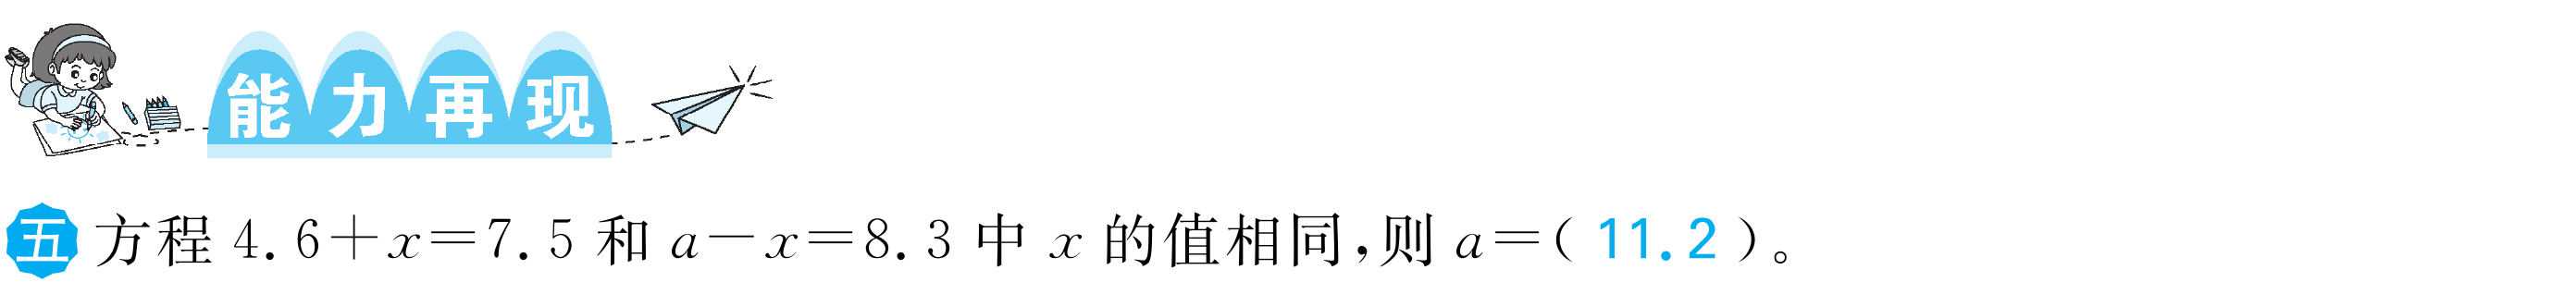 能力再现
五 方程 4.6+x=7.5 和 a-x=8.3 中 x 的值相同,则 a=( 11.2 )。